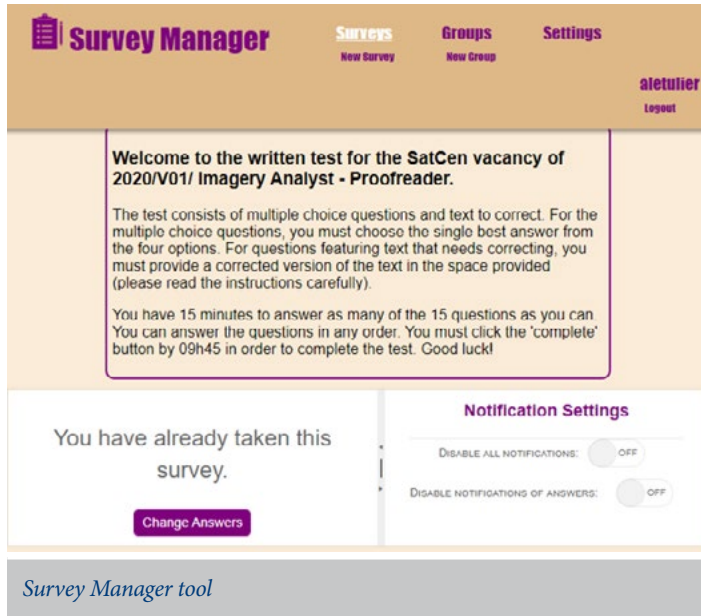 Survey Manager
Surveys
Groups
Settings
New Survey
New Group
aletulier
Logout
Welcome to the written test for the SatCen vacancy of
2020/V01/ Imagery Analyst - Proofreader.
The test consists of multiple choice questions and text to correct. For the
multiple choice questions, you must choose the single best answer from
the four options. For questions featuring text that needs correcting, you
must provide a corrected version of the text in the space provided
(please read the instructions carefully).
You have 15 minutes to answer as many of the 15 questions as you can.
You can answer the questions in any order. You must click the 'complete'
button by 09h45 in order to complete the test. Good luck!
You have already taken this
survey.
Change Answers
Notification Settings
DISABLE ALL NOTIFICATIONS: OFF
DISABLE NOTIFICATIONS OF ANSWERS: OFF
Survey Manager tool